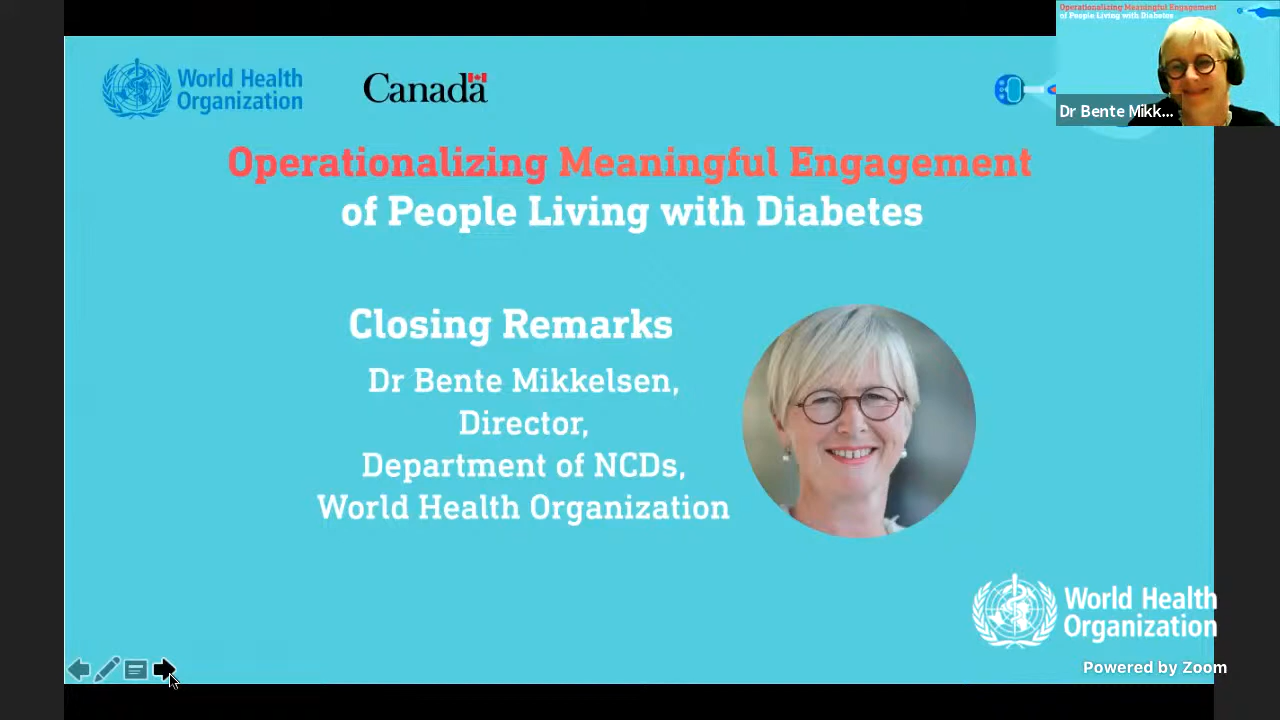 Operationalizing Meaningful Engagement
of People Living with Diabetes
Dr Bente Mikk...
World Health
Organization
Canada
Operationalizing Meaningful Engagement
of People Living with Diabetes
Closing Remarks
Dr Bente Mikkelsen,
Director,
Department of NCDs,
World Health Organization
World Health
Organization
Powered by Zoom